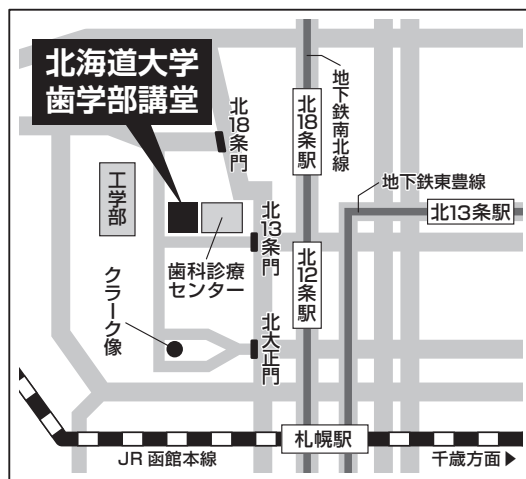 北海道大学
歯学部講堂
北18条門
地下鉄南北線
北18条駅
工学部
地下鉄東豊線
北13条駅
北13条門
北12条駅
歯科診療
センター
クラーク像
北大正門
札幌駅
JR函館本線
千歳方面▶